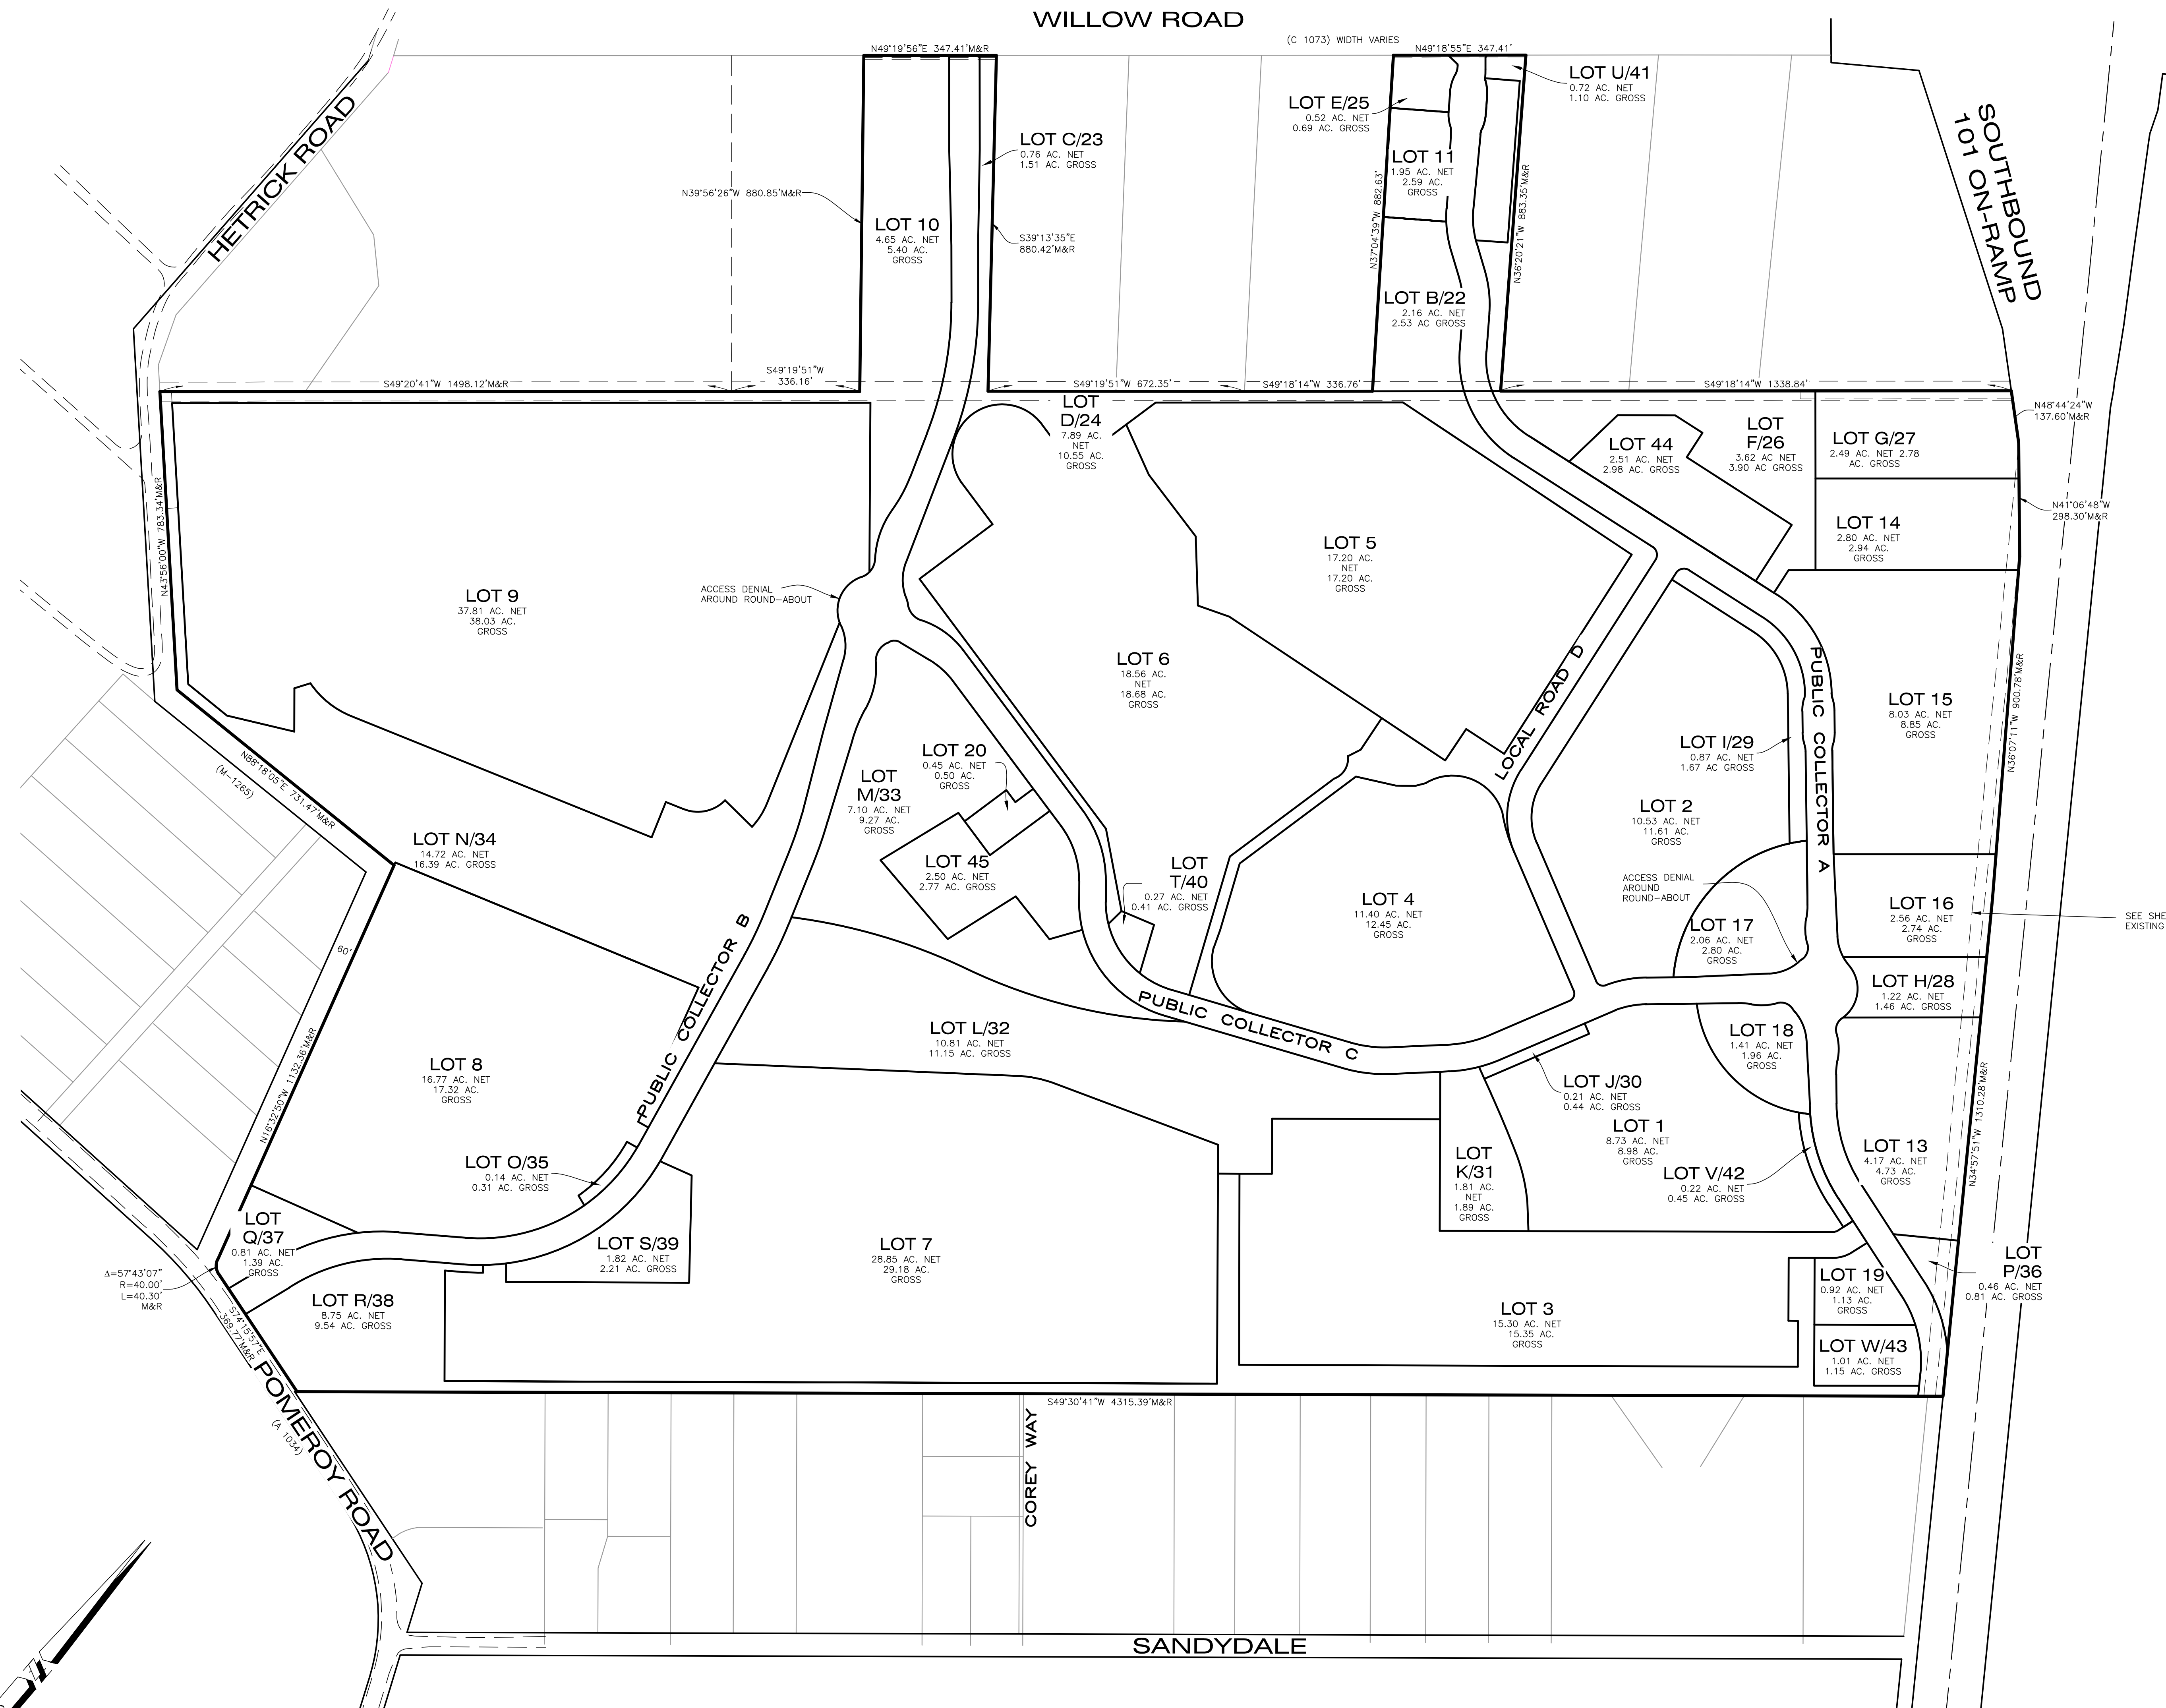 WILLOW ROAD
(C 1073) WIDTH VARIES
N49°19'56"E 347.41'M&R
N49°18'55"E 347.41'
HETRICK ROAD
SOUTHBOUND
101 ON-RAMP
LOT U/41
0.72 AC. NET
1.10 AC. GROSS
LOT E/25
0.52 AC. NET
0.69 AC. GROSS
LOT C/23
0.76 AC. NET
1.51 AC. GROSS
LOT 11
1.95 AC. NET
2.59 AC.
GROSS
N39°56'26"W 880.85'M&R
LOT 10
4.65 AC. NET
5.40 AC.
GROSS
S39°13'35"E
880.42'M&R
N37°04'39"W 882.63'
N36°20'21"W 883.35'M&R
LOT B/22
2.16 AC. NET
2.53 AC GROSS
S49°20'41"W 1498.12'M&R
S49°19'51"W
336.16'
S49°19'51"W 672.35'
S49°18'14"W 336.76'
S49°18'14"W 1338.84'
N48°44'24"W
137.60'M&R
LOT
D/24
7.89 AC.
NET
10.55 AC.
GROSS
LOT 44
2.51 AC. NET
2.98 AC. GROSS
LOT
F/26
3.62 AC NET
3.90 AC GROSS
LOT G/27
2.49 AC. NET 2.78
AC. GROSS
N41°06'48"W
298.30'M&R
LOT 14
2.80 AC. NET
2.94 AC.
GROSS
N43°56'00"W 783.34'M&R
LOT 5
17.20 AC.
NET
17.20 AC.
GROSS
LOT 9
37.81 AC. NET
38.03 AC.
GROSS
ACCESS DENIAL
AROUND ROUND-ABOUT
LOT 6
18.56 AC.
NET
18.68 AC.
GROSS
LOCAL ROAD D
PUBLIC COLLECTOR A
LOT 15
8.03 AC. NET
8.85 AC.
GROSS
N36°07'11"W 900.78'M&R
LOT I/29
0.87 AC. NET
1.67 AC GROSS
LOT 20
0.45 AC. NET
0.50 AC.
GROSS
LOT
M/33
7.10 AC. NET
9.27 AC.
GROSS
LOT 2
10.53 AC. NET
11.61 AC.
GROSS
N88°18'05"E 731.47'M&R
(M-1265)
LOT N/34
14.72 AC. NET
16.39 AC. GROSS
LOT 45
2.50 AC. NET
2.77 AC. GROSS
LOT
T/40
0.27 AC. NET
0.41 AC. GROSS
LOT 4
11.40 AC. NET
12.45 AC.
GROSS
ACCESS DENIAL
AROUND
ROUND-ABOUT
LOT 17
2.06 AC. NET
2.80 AC.
GROSS
LOT 16
2.56 AC. NET
2.74 AC.
GROSS
SEE SHE
EXISTING
60'
PUBLIC COLLECTOR B
PUBLIC COLLECTOR C
LOT H/28
1.22 AC. NET
1.46 AC. GROSS
LOT L/32
10.81 AC. NET
11.15 AC. GROSS
LOT 18
1.41 AC. NET
1.96 AC.
GROSS
LOT 8
16.77 AC. NET
17.32 AC.
GROSS
N16°32'50"W 1132.36'M&R
LOT J/30
0.21 AC. NET
0.44 AC. GROSS
LOT 1
8.73 AC. NET
8.98 AC.
GROSS
N34°57'51"W 1310.28'M&R
LOT
K/31
1.81 AC.
NET
1.89 AC.
GROSS
LOT V/42
0.22 AC. NET
0.45 AC. GROSS
LOT 13
4.17 AC. NET
4.73 AC.
GROSS
LOT O/35
0.14 AC. NET
0.31 AC. GROSS
LOT
Q/37
0.81 AC. NET
1.39 AC.
GROSS
LOT S/39
1.82 AC. NET
2.21 AC. GROSS
LOT 7
28.85 AC. NET
29.18 AC.
GROSS
LOT
P/36
0.46 AC. NET
0.81 AC. GROSS
Δ=57°43'07"
R=40.00'
L=40.30'
M&R
LOT R/38
8.75 AC. NET
9.54 AC. GROSS
LOT 19
0.92 AC. NET
1.13 AC.
GROSS
LOT 3
15.30 AC. NET
15.35 AC.
GROSS
S74°15'57"E
369.77'M&R
LOT W/43
1.01 AC. NET
1.15 AC. GROSS
POMEROY ROAD
(A 1034)
S49°30'41"W 4315.39'M&R
COREY WAY
SANDYDALE